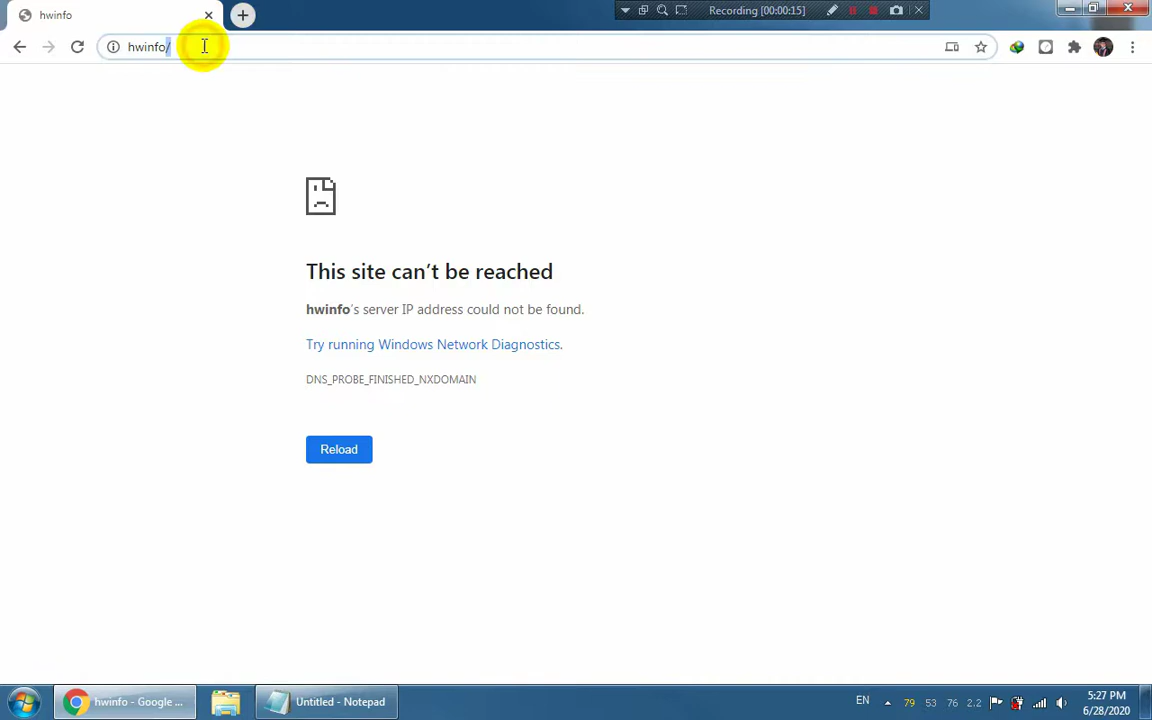 hwinfo
Recording [00:00:15]
hwinfo/
This site can't be reached
hwinfo's server IP address could not be found.
Try running Windows Network Diagnostics.
DNS_PROBE_FINISHED_NXDOMAIN
Reload
hwinfo - Google ...
Untitled - Notepad
EN
79
53
76
2.2
5:27 PM
6/28/2020